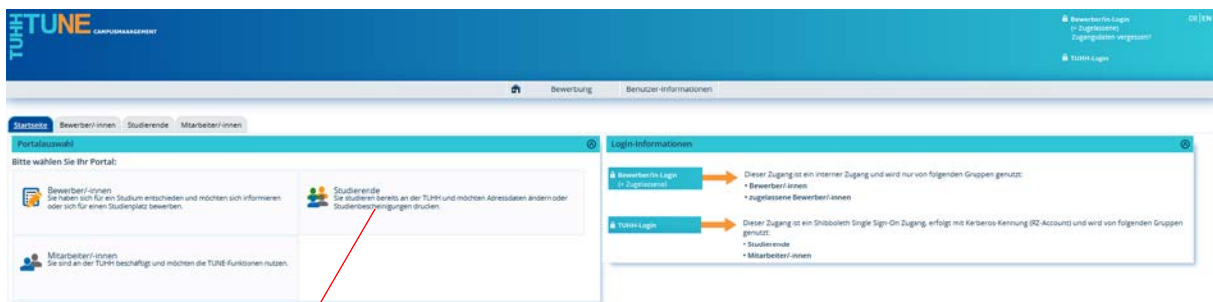 TUHH
TUNE CAMPUSMANAGEMENT
Bewerber/in-Login
(+ Zugelassene)
Zugangsdaten vergessen?
TUHH-Login
DE|EN
Bewerbung Benutzer-Informationen
Startseite Bewerber/-innen Studierende Mitarbeiter/-innen
Portalauswahl
Bitte wählen Sie Ihr Portal:
Bewerber/-innen
Sie haben sich für ein Studium entschieden und möchten sich informieren
oder sich für einen Studienplatz bewerben.
Studierende
Sie studieren bereits an der TUHH und möchten Adressdaten ändern oder
Studienbescheinigungen drucken.
Mitarbeiter/-innen
Sie sind an der TUHH beschäftigt und möchten die TUNE-Funktionen nutzen.
Login-Informationen
Bewerber/in-Login
(+ Zugelassene)
Dieser Zugang ist ein interner Zugang und wird nur von folgenden Gruppen genutzt:
• Bewerber/-innen
• zugelassene Bewerber/-innen
TUHH-Login
Dieser Zugang ist ein Shibboleth Single Sign-On Zugang, erfolgt mit Kerberos-Kennung (RZ-Account) und wird von folgenden Gruppen
genutzt:
• Studierende
• Mitarbeiter/-innen